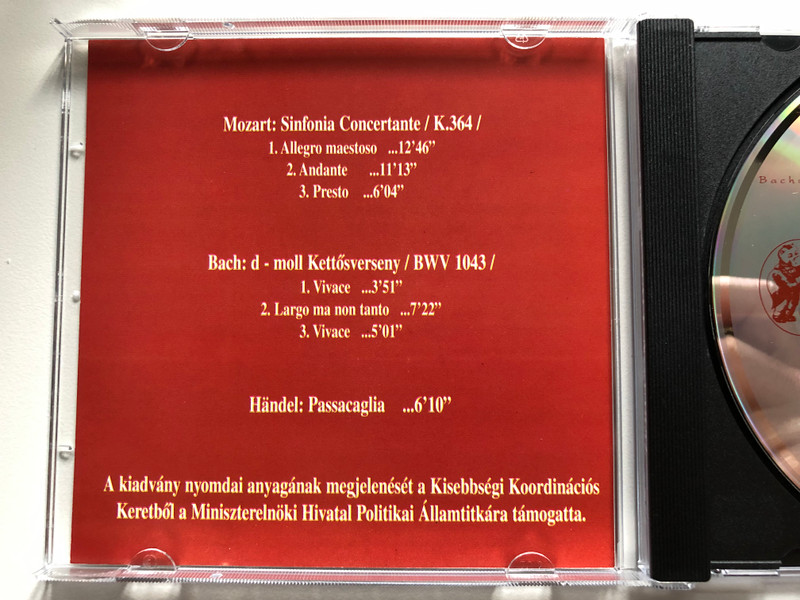 Mozart: Sinfonia Concertante / K.364 /
1. Allegro maestoso ...12'46"
2. Andante ...11'13"
3. Presto ...6'04"
Bach: d - moll Kettősverseny / BWV 1043 /
1. Vivace ...3'51"
2. Largo ma non tanto ...7'22"
3. Vivace ...5'01"
Händel: Passacaglia ...6'10"
A kiadvány nyomdai anyagának megjelenését a Kisebbségi Koordinációs
Keretből a Miniszterelnöki Hivatal Politikai Államtitkára támogatta.